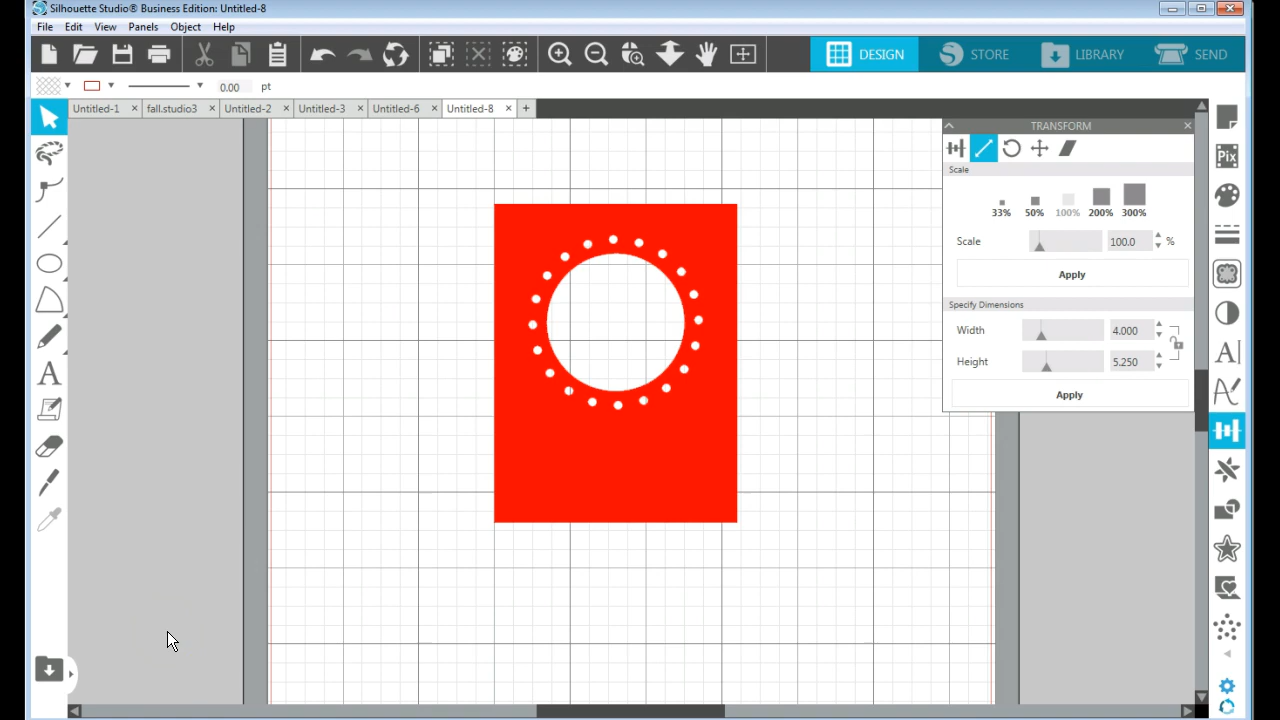 Silhouette Studio® Business Edition: Untitled-8
File Edit View Panels Object Help
DESIGN STORE LIBRARY SEND
0.00 pt
Untitled-1 fall.studio3 Untitled-2 Untitled-3 Untitled-6 Untitled-8
TRANSFORM
Scale
33% 50% 100% 200% 300%
Scale 100.0 %
Apply
Specify Dimensions
Width 4.000
Height 5.250
Apply
Pix